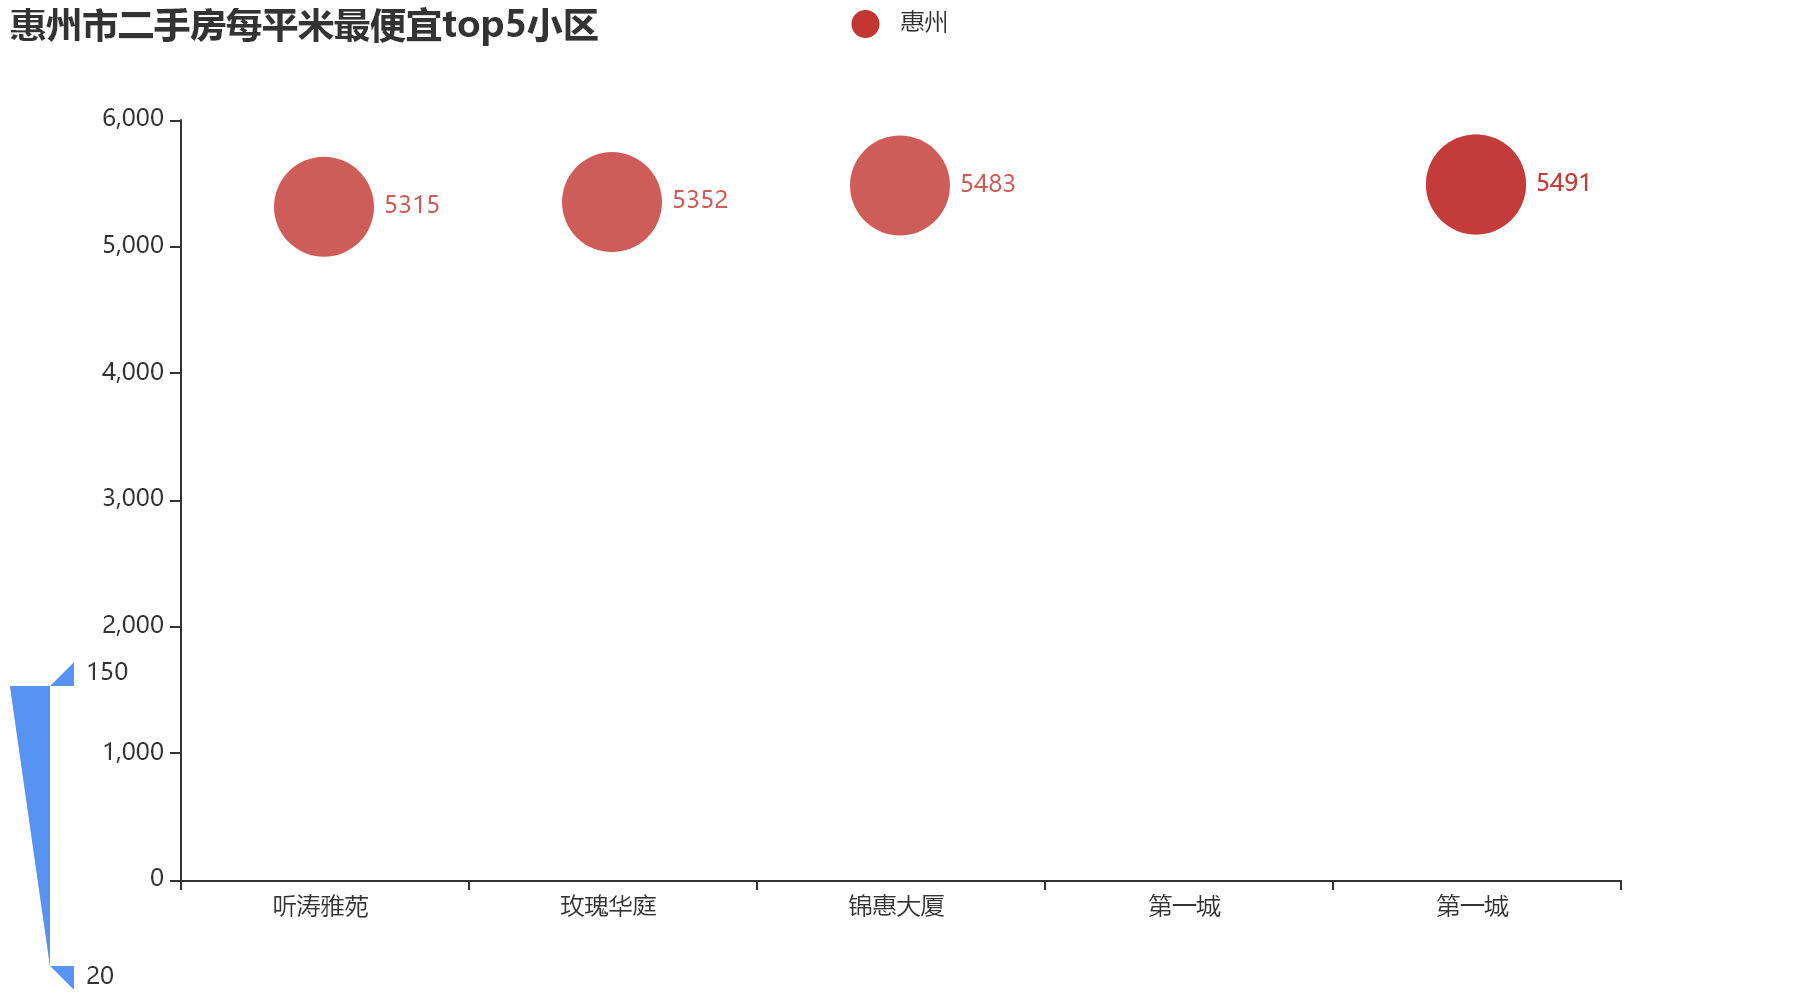 惠州市二手房每平米最便宜top5小区
惠州
6,000
5,000
4,000
3,000
2,000
1,000
0
5315
5352
5483
5491
听涛雅苑
玫瑰华庭
锦惠大厦
第一城
第一城
150
20